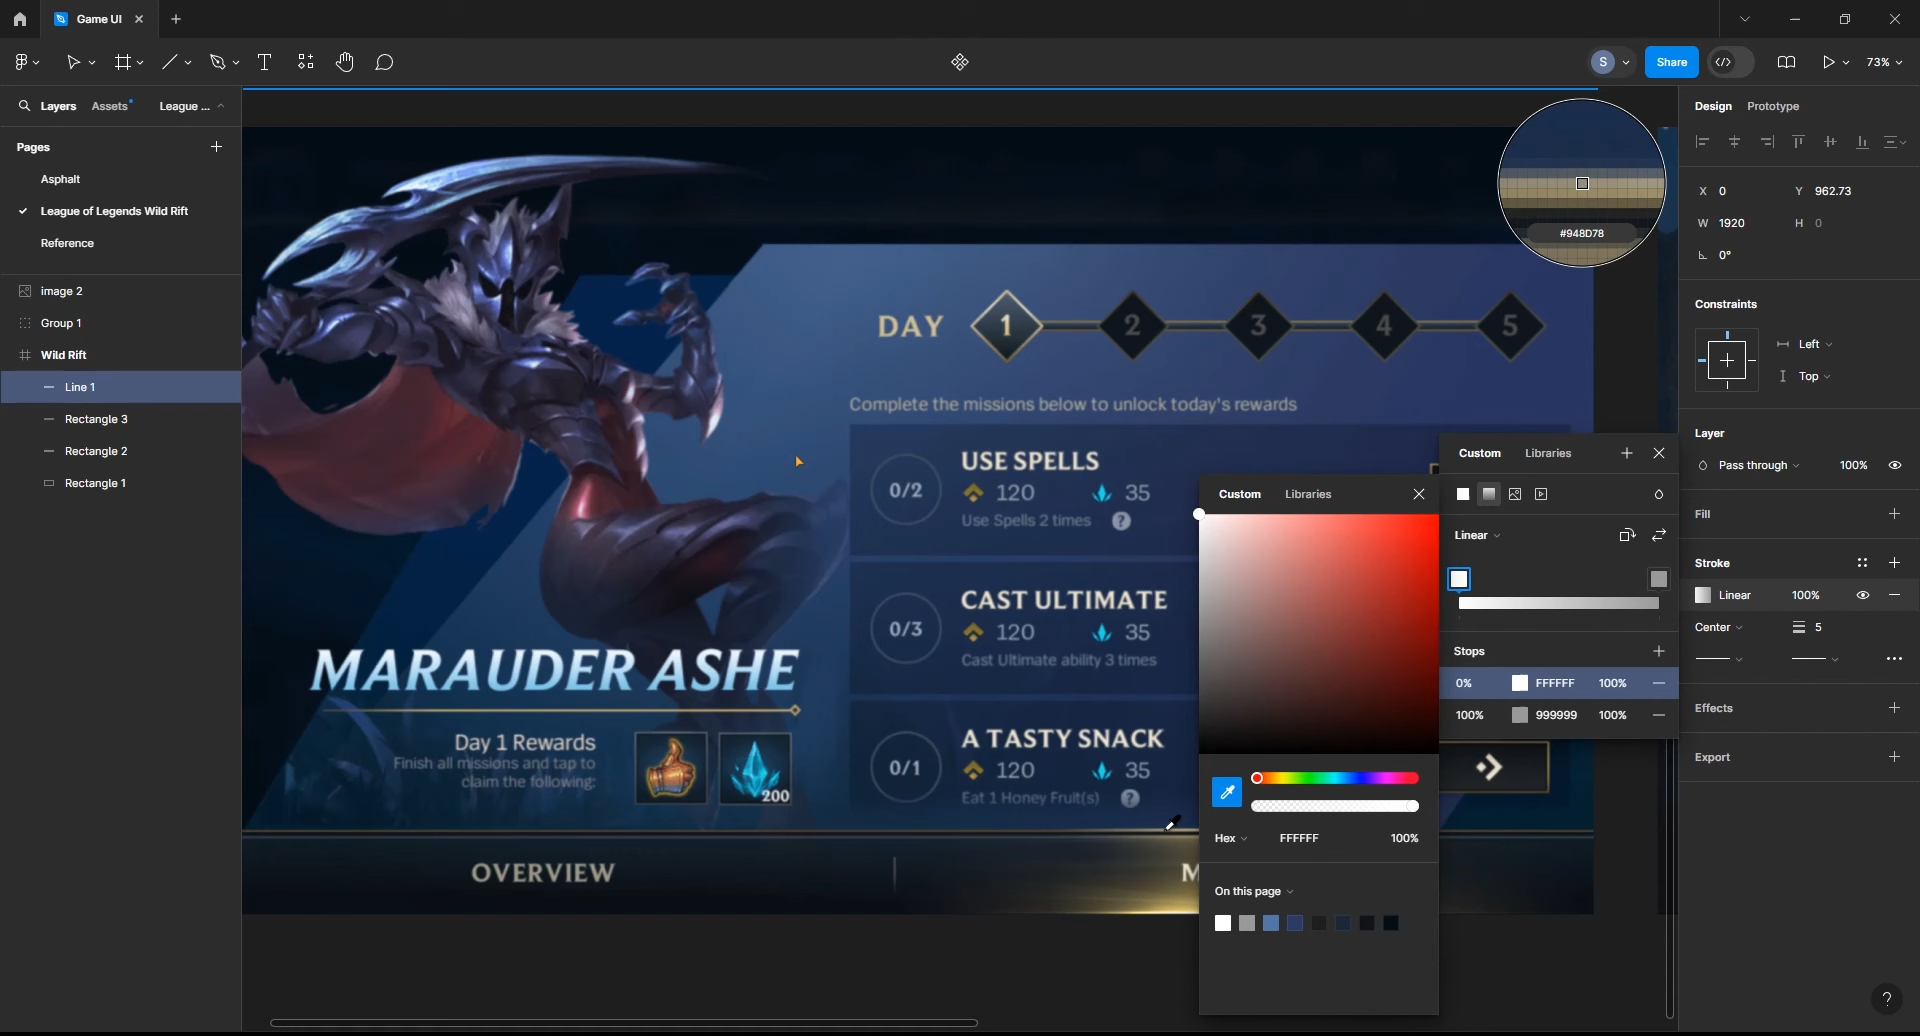 Game UI
S
Share
73%
Layers
Assets
League ...
Pages
Asphalt
League of Legends Wild Rift
Reference
image 2
Group 1
Wild Rift
Line 1
Rectangle 3
Rectangle 2
Rectangle 1
DAY
1
2
3
4
5
Complete the missions below to unlock today's rewards
0/2
USE SPELLS
120
35
Use Spells 2 times
?
0/3
CAST ULTIMATE
120
35
Cast Ultimate ability 3 times
0/1
A TASTY SNACK
120
35
Eat 1 Honey Fruit(s)
?
MARAUDER ASHE
Day 1 Rewards
Finish all missions and tap to
claim the following:
200
OVERVIEW
M
#948D78
Custom
Libraries
Hex
FFFFFF
100%
On this page
Custom
Libraries
Linear
Stops
0%
FFFFFF
100%
100%
999999
100%
Design
Prototype
X
0
Y
962.73
W
1920
H
0
0°
Constraints
Left
Top
Layer
Pass through
100%
Fill
Stroke
Linear
100%
Center
5
Effects
Export
?